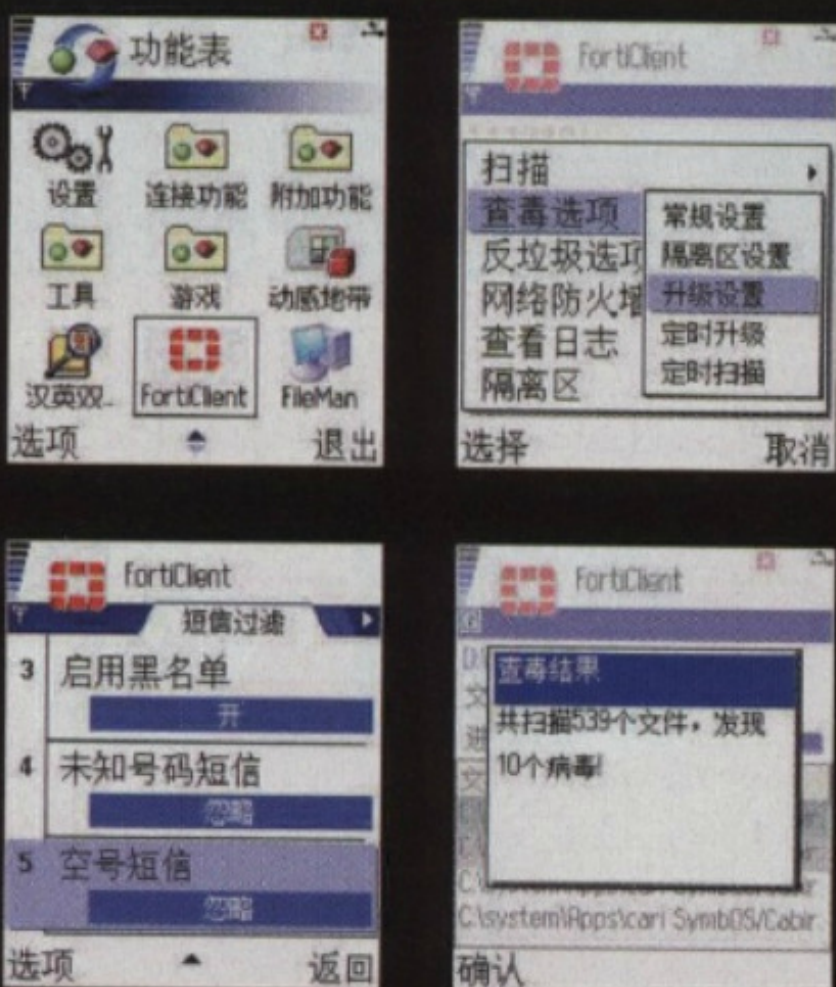 功能表
设置 连接功能 附加功能
工具 游戏 动感地带
汉英双.. FortiClient FileMan
选项 退出
FortiClient
扫描
查毒选项
反垃圾选项
网络防火墙
查看日志
隔离区
常规设置
隔离区设置
升级设置
定时升级
定时扫描
选择 取消
FortiClient
短信过滤
3 启用黑名单
开
4 未知号码短信
忽略
5 空号短信
忽略
选项 返回
FortiClient
查毒结果
共扫描539个文件，发现
10个病毒!
C:\system\Apps\cari SymbOS/Cabir
确认